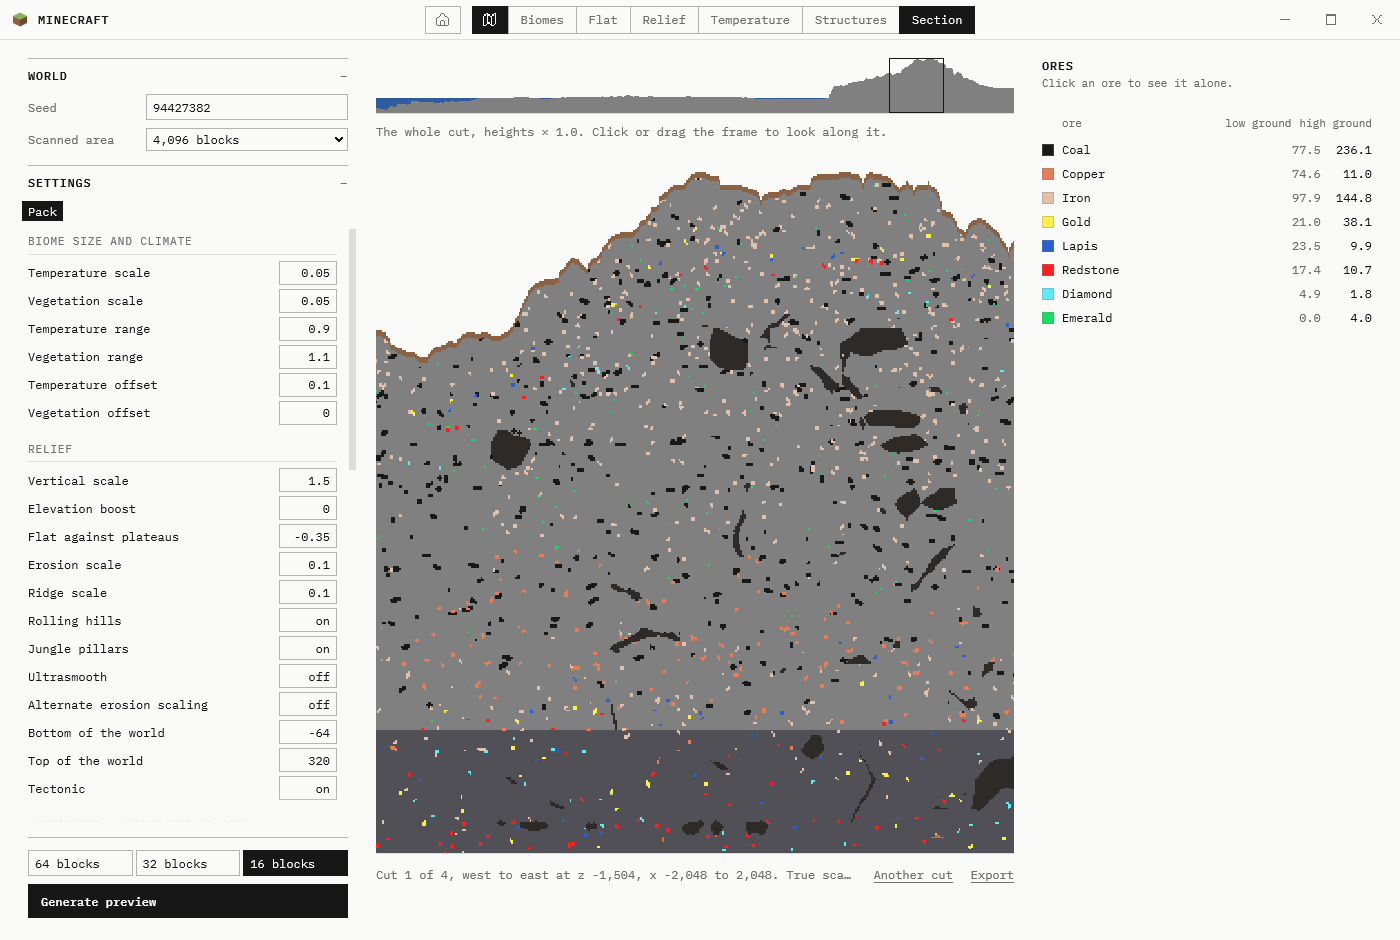 MINECRAFT
Biomes Flat Relief Temperature Structures Section
WORLD
Seed 94427382
Scanned area 4,096 blocks
SETTINGS
Pack
BIOME SIZE AND CLIMATE
Temperature scale 0.05
Vegetation scale 0.05
Temperature range 0.9
Vegetation range 1.1
Temperature offset 0.1
Vegetation offset 0
RELIEF
Vertical scale 1.5
Elevation boost 0
Flat against plateaus -0.35
Erosion scale 0.1
Ridge scale 0.1
Rolling hills on
Jungle pillars on
Ultrasmooth off
Alternate erosion scaling off
Bottom of the world -64
Top of the world 320
Tectonic on
64 blocks 32 blocks 16 blocks
Generate preview
The whole cut, heights × 1.0. Click or drag the frame to look along it.
Cut 1 of 4, west to east at z -1,504, x -2,048 to 2,048. True sca… Another cut Export
ORES
Click an ore to see it alone.
ore low ground high ground
Coal 77.5 236.1
Copper 74.6 11.0
Iron 97.9 144.8
Gold 21.0 38.1
Lapis 23.5 9.9
Redstone 17.4 10.7
Diamond 4.9 1.8
Emerald 0.0 4.0